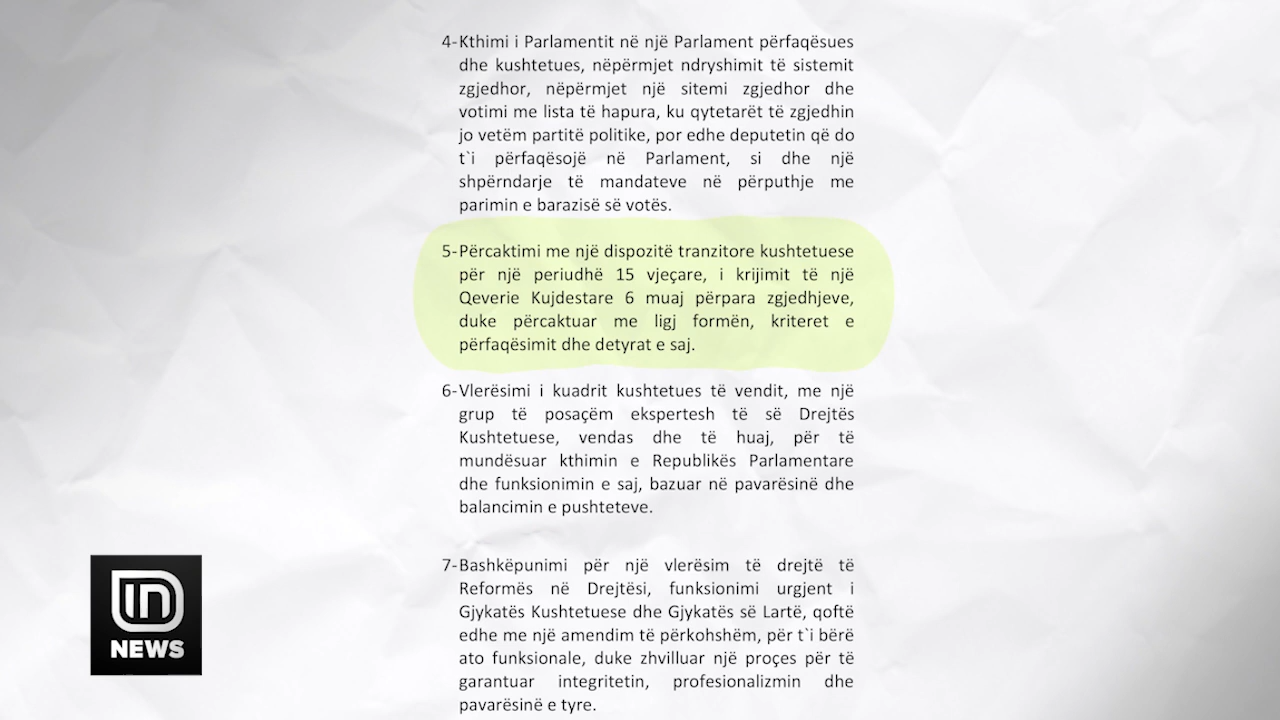 4-Kthimi i Parlamentit në një Parlament përfaqësues
dhe kushtetues, nëpërmjet ndryshimit të sistemit
zgjedhor, nëpërmjet një sitemi zgjedhor dhe
votimi me lista të hapura, ku qytetarët të zgjedhin
jo vetëm partitë politike, por edhe deputetin që do
t`i përfaqësojë në Parlament, si dhe një
shpërndarje të mandateve në përputhje me
parimin e barazisë së votës.
5-Përcaktimi me një dispozitë tranzitore kushtetuese
për një periudhë 15 vjeçare, i krijimit të një
Qeverie Kujdestare 6 muaj përpara zgjedhjeve,
duke përcaktuar me ligj formën, kriteret e
përfaqësimit dhe detyrat e saj.
6-Vlerësimi i kuadrit kushtetues të vendit, me një
grup të posaçëm ekspertesh të së Drejtës
Kushtetuese, vendas dhe të huaj, për të
mundësuar kthimin e Republikës Parlamentare
dhe funksionimin e saj, bazuar në pavarësinë dhe
balancimin e pushteteve.
7-Bashkëpunimi për një vlerësim të drejtë të
Reformës në Drejtësi, funksionimi urgjent i
Gjykatës Kushtetuese dhe Gjykatës së Lartë, qoftë
edhe me një amendim të përkohshëm, për t`i bërë
ato funksionale, duke zhvilluar një proçes për të
garantuar integritetin, profesionalizmin dhe
pavarësinë e tyre.
IN
NEWS